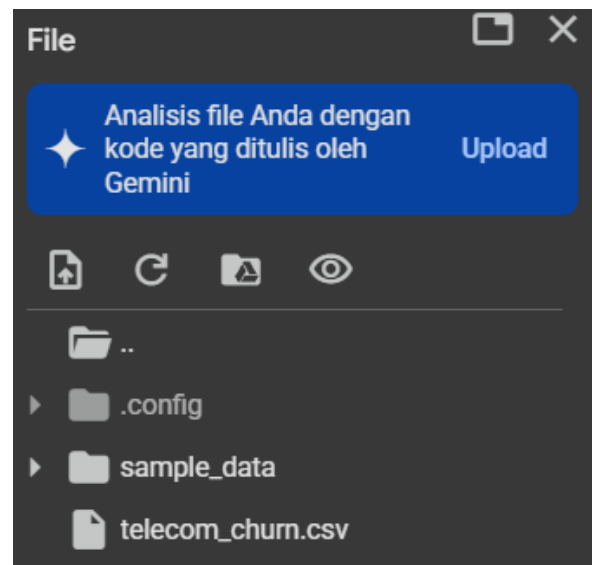 File
Analisis file Anda dengan
kode yang ditulis oleh
Gemini
Upload
..
.config
sample_data
telecom_churn.csv